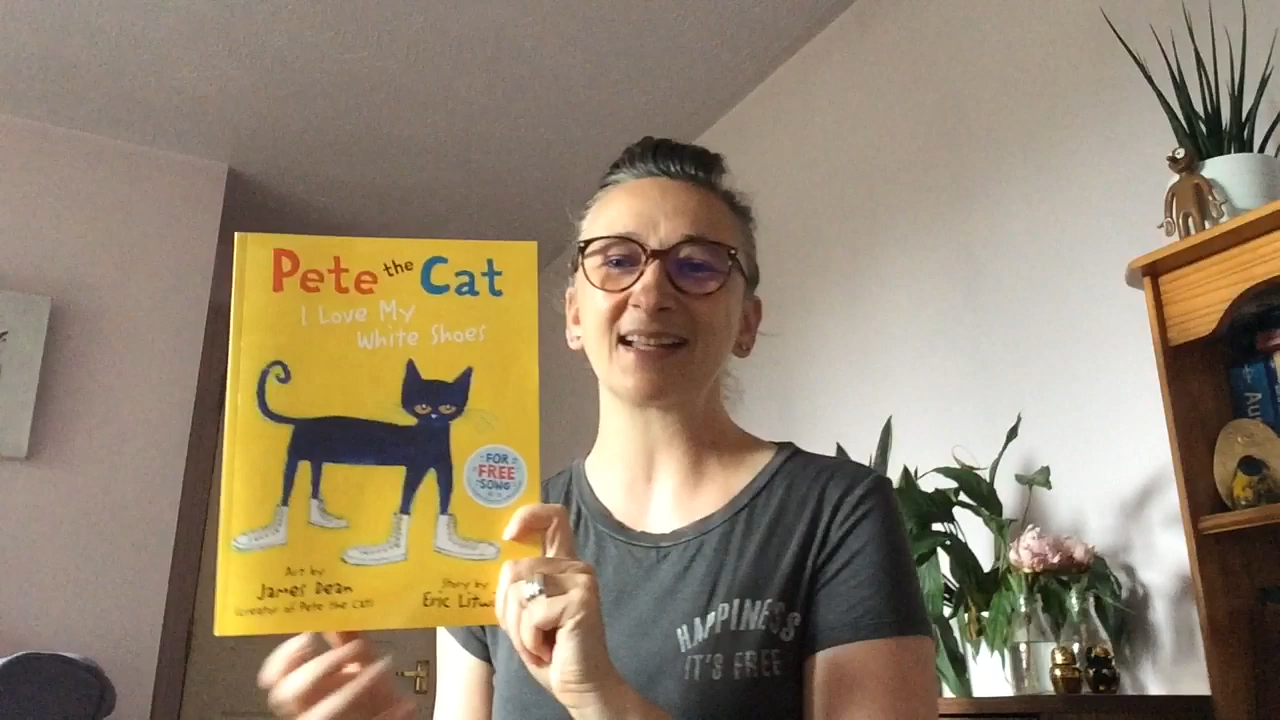 Pete the Cat
I Love My
White Shoes
FOR
FREE
SONG
Art by
James Dean
(creator of Pete the Cat)
Story by
Eric
HAPPINESS
IT'S FREE
Au